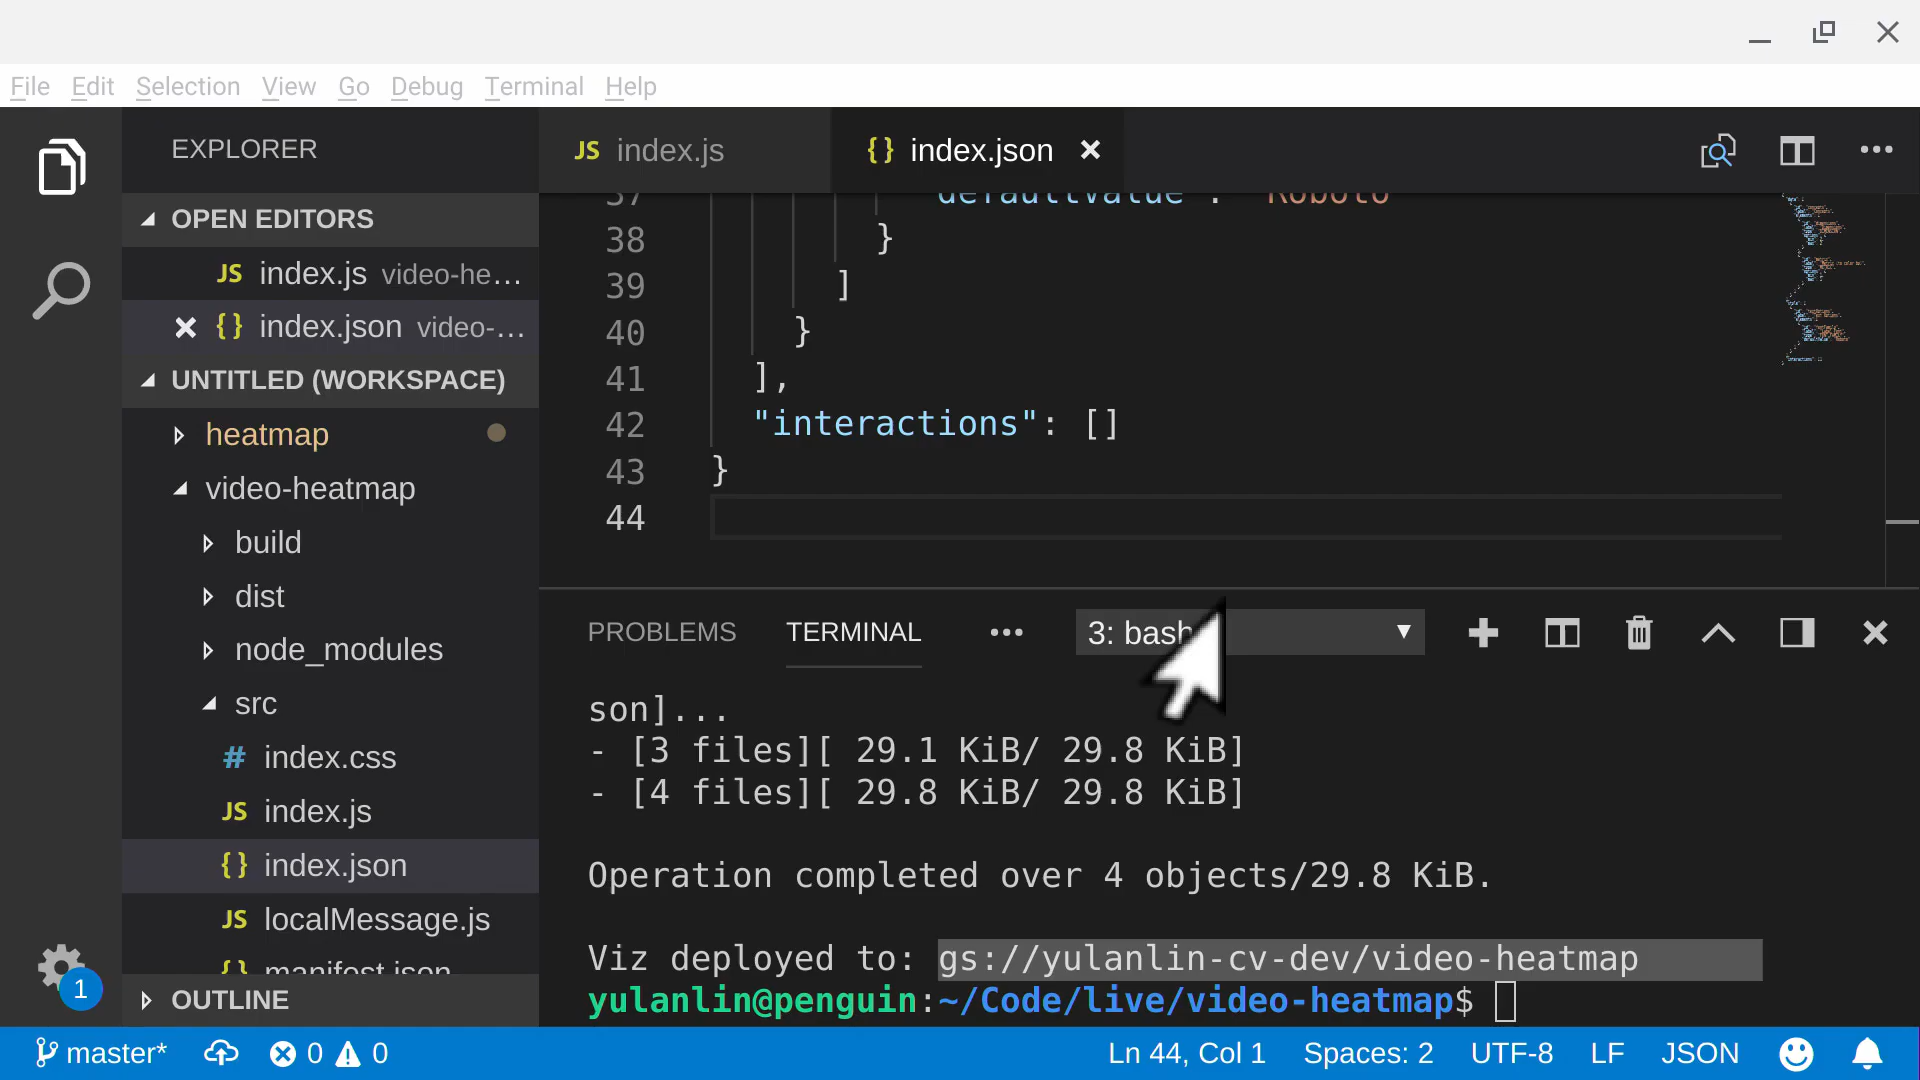 File Edit Selection View Go Debug Terminal Help
EXPLORER
JS index.js
{} index.json
OPEN EDITORS
JS index.js video-he...
{} index.json video-...
UNTITLED (WORKSPACE)
heatmap
video-heatmap
build
dist
node_modules
src
# index.css
JS index.js
{} index.json
JS localMessage.js
{} manifest.json
OUTLINE
37 "defaultValue": "Roboto"
38 }
39 ]
40 }
41 ],
42 "interactions": []
43 }
44
PROBLEMS TERMINAL ... 3: bash
son]...
- [3 files][ 29.1 KiB/ 29.8 KiB]
- [4 files][ 29.8 KiB/ 29.8 KiB]
Operation completed over 4 objects/29.8 KiB.
Viz deployed to: gs://yulanlin-cv-dev/video-heatmap
yulanlin@penguin:~/Code/live/video-heatmap$
1
master* 0 0 Ln 44, Col 1 Spaces: 2 UTF-8 LF JSON